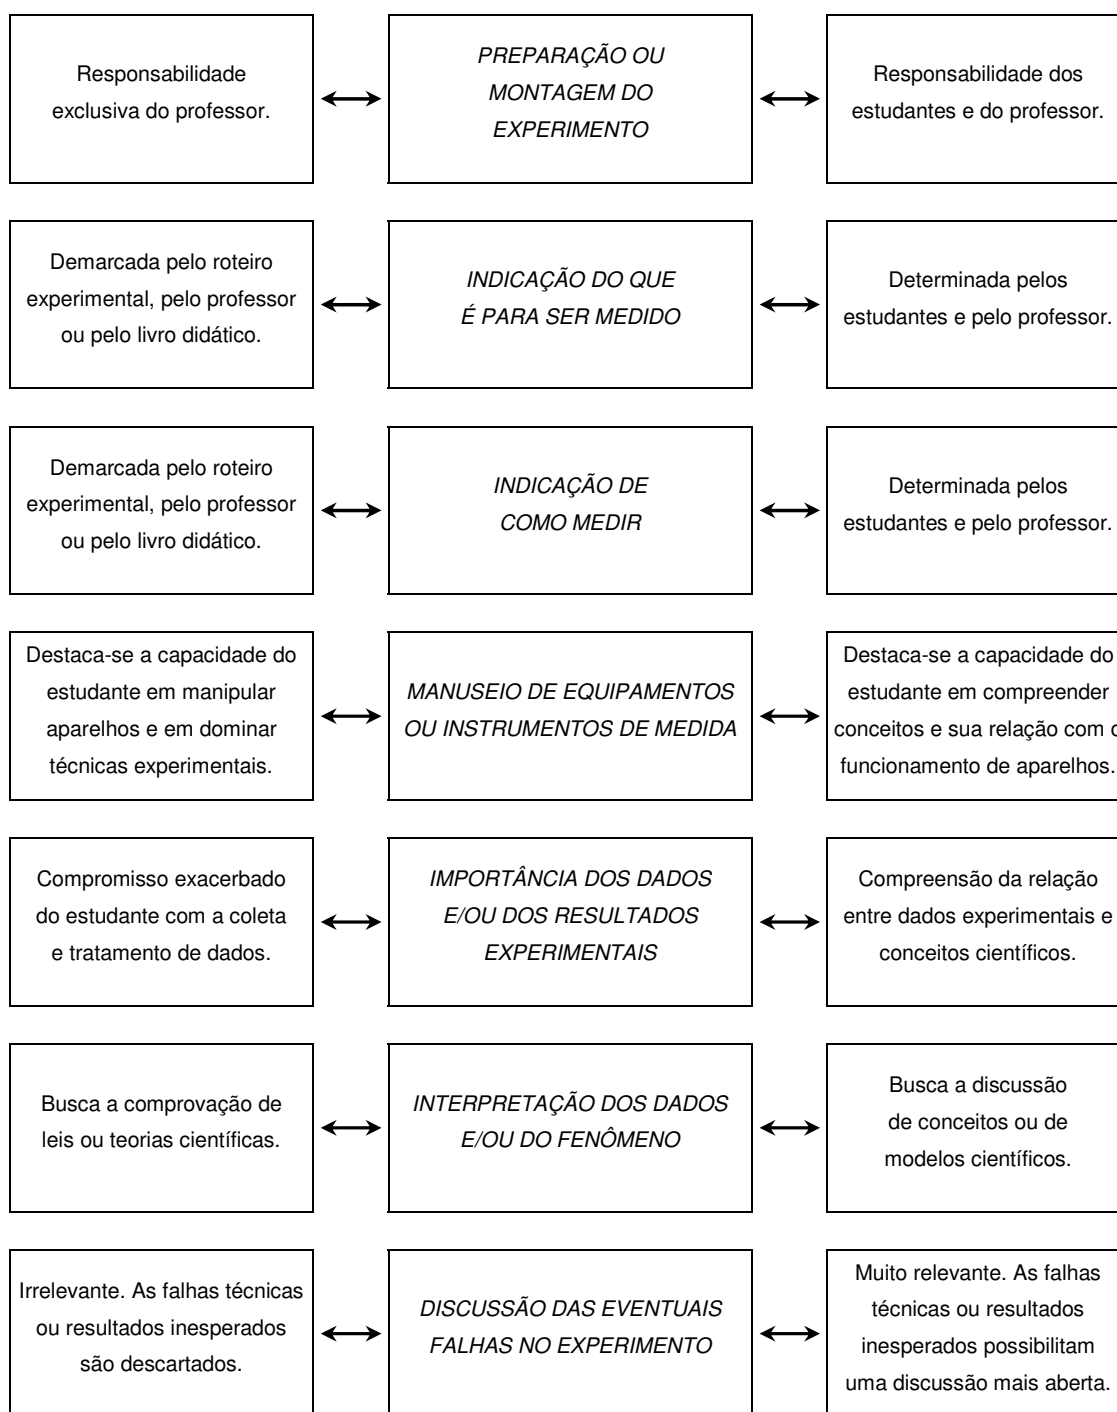 Responsabilidade
exclusiva do professor.
PREPARAÇÃO OU
MONTAGEM DO
EXPERIMENTO
Responsabilidade dos
estudantes e do professor.
Demarcada pelo roteiro
experimental, pelo professor
ou pelo livro didático.
INDICAÇÃO DO QUE
É PARA SER MEDIDO
Determinada pelos
estudantes e pelo professor.
Demarcada pelo roteiro
experimental, pelo professor
ou pelo livro didático.
INDICAÇÃO DE
COMO MEDIR
Determinada pelos
estudantes e pelo professor.
Destaca-se a capacidade do
estudante em manipular
aparelhos e em dominar
técnicas experimentais.
MANUSEIO DE EQUIPAMENTOS
OU INSTRUMENTOS DE MEDIDA
Destaca-se a capacidade do
estudante em compreender
conceitos e sua relação com
funcionamento de aparelhos.
Compromisso exacerbado
do estudante com a coleta
e tratamento de dados.
IMPORTÂNCIA DOS DADOS
E/OU DOS RESULTADOS
EXPERIMENTAIS
Compreensão da relação
entre dados experimentais e
conceitos científicos.
Busca a comprovação de
leis ou teorias científicas.
INTERPRETAÇÃO DOS DADOS
E/OU DO FENÔMENO
Busca a discussão
de conceitos ou de
modelos científicos.
Irrelevante. As falhas técnicas
ou resultados inesperados
são descartados.
DISCUSSÃO DAS EVENTUAIS
FALHAS NO EXPERIMENTO
Muito relevante. As falhas
técnicas ou resultados
inesperados possibilitam
uma discussão mais aberta.